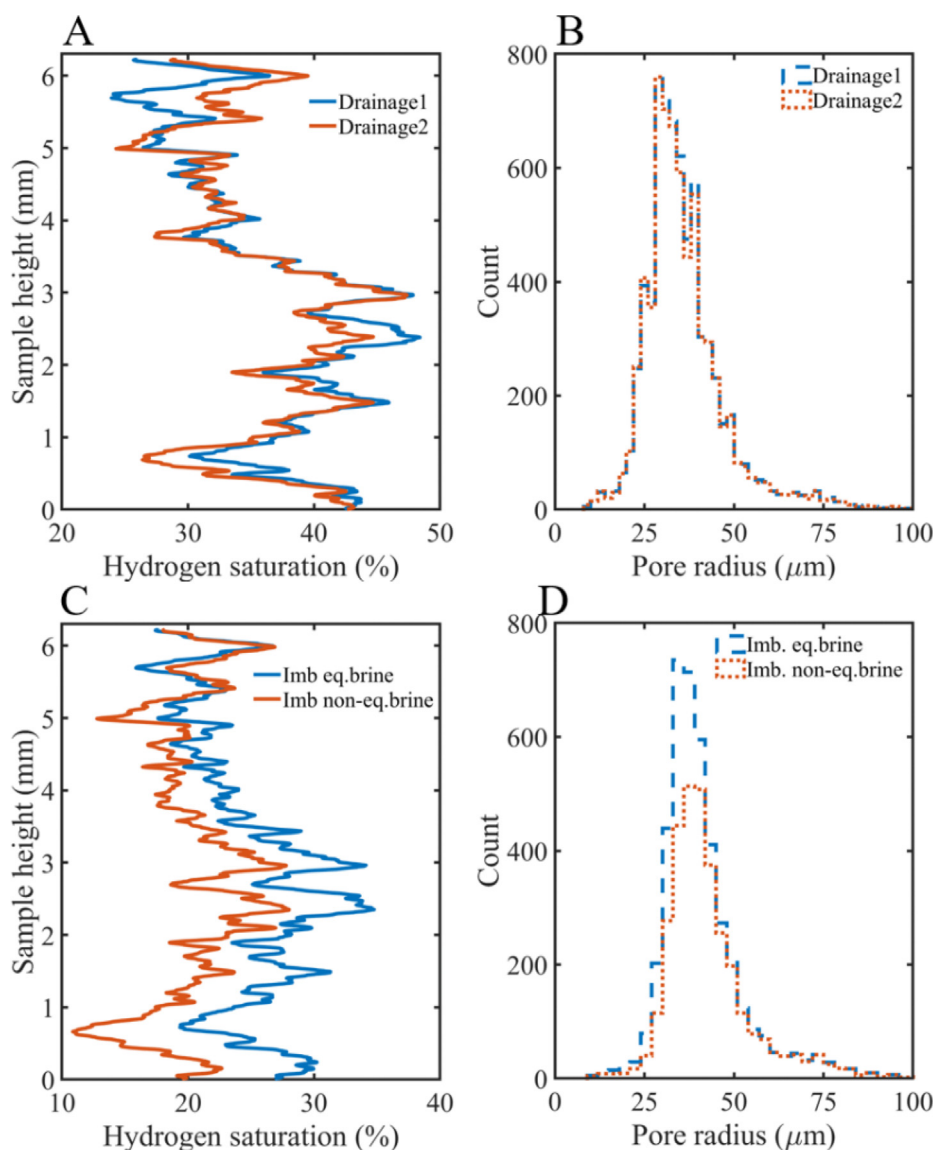 A
B
6
5
4
3
2
1
0
Sample height (mm)
Drainage1
Drainage2
20 30 40 50
Hydrogen saturation (%)
800
600
400
200
0
Count
Drainage1
Drainage2
0 25 50 75 100
Pore radius (μm)
C
D
6
5
4
3
2
1
0
Sample height (mm)
Imb eq.brine
Imb non-eq.brine
10 20 30 40
Hydrogen saturation (%)
800
600
400
200
0
Count
Imb. eq.brine
Imb. non-eq.brine
0 25 50 75 100
Pore radius (μm)